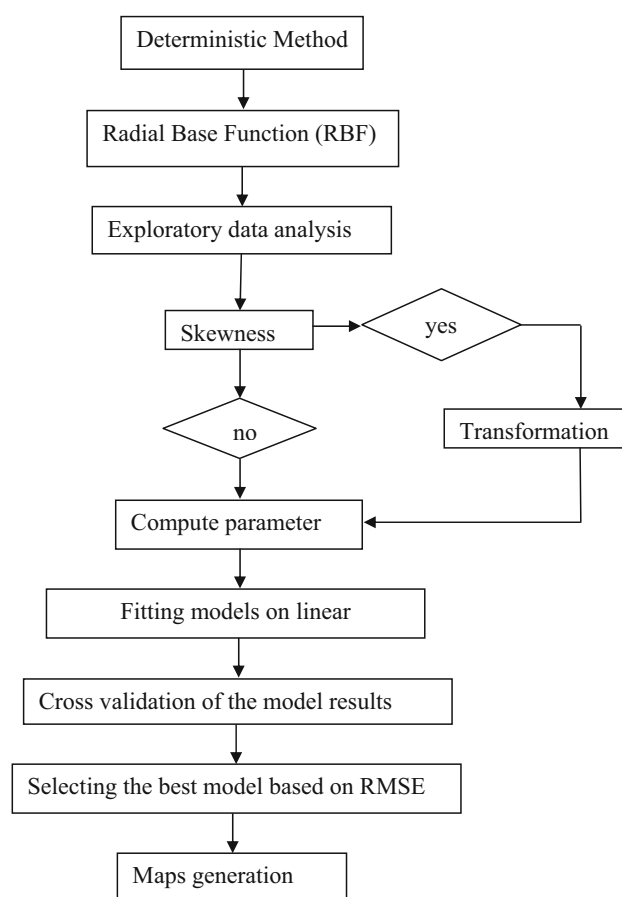 Deterministic Method
Radial Base Function (RBF)
Exploratory data analysis
Skewness
yes
no
Transformation
Compute parameter
Fitting models on linear
Cross validation of the model results
Selecting the best model based on RMSE
Maps generation